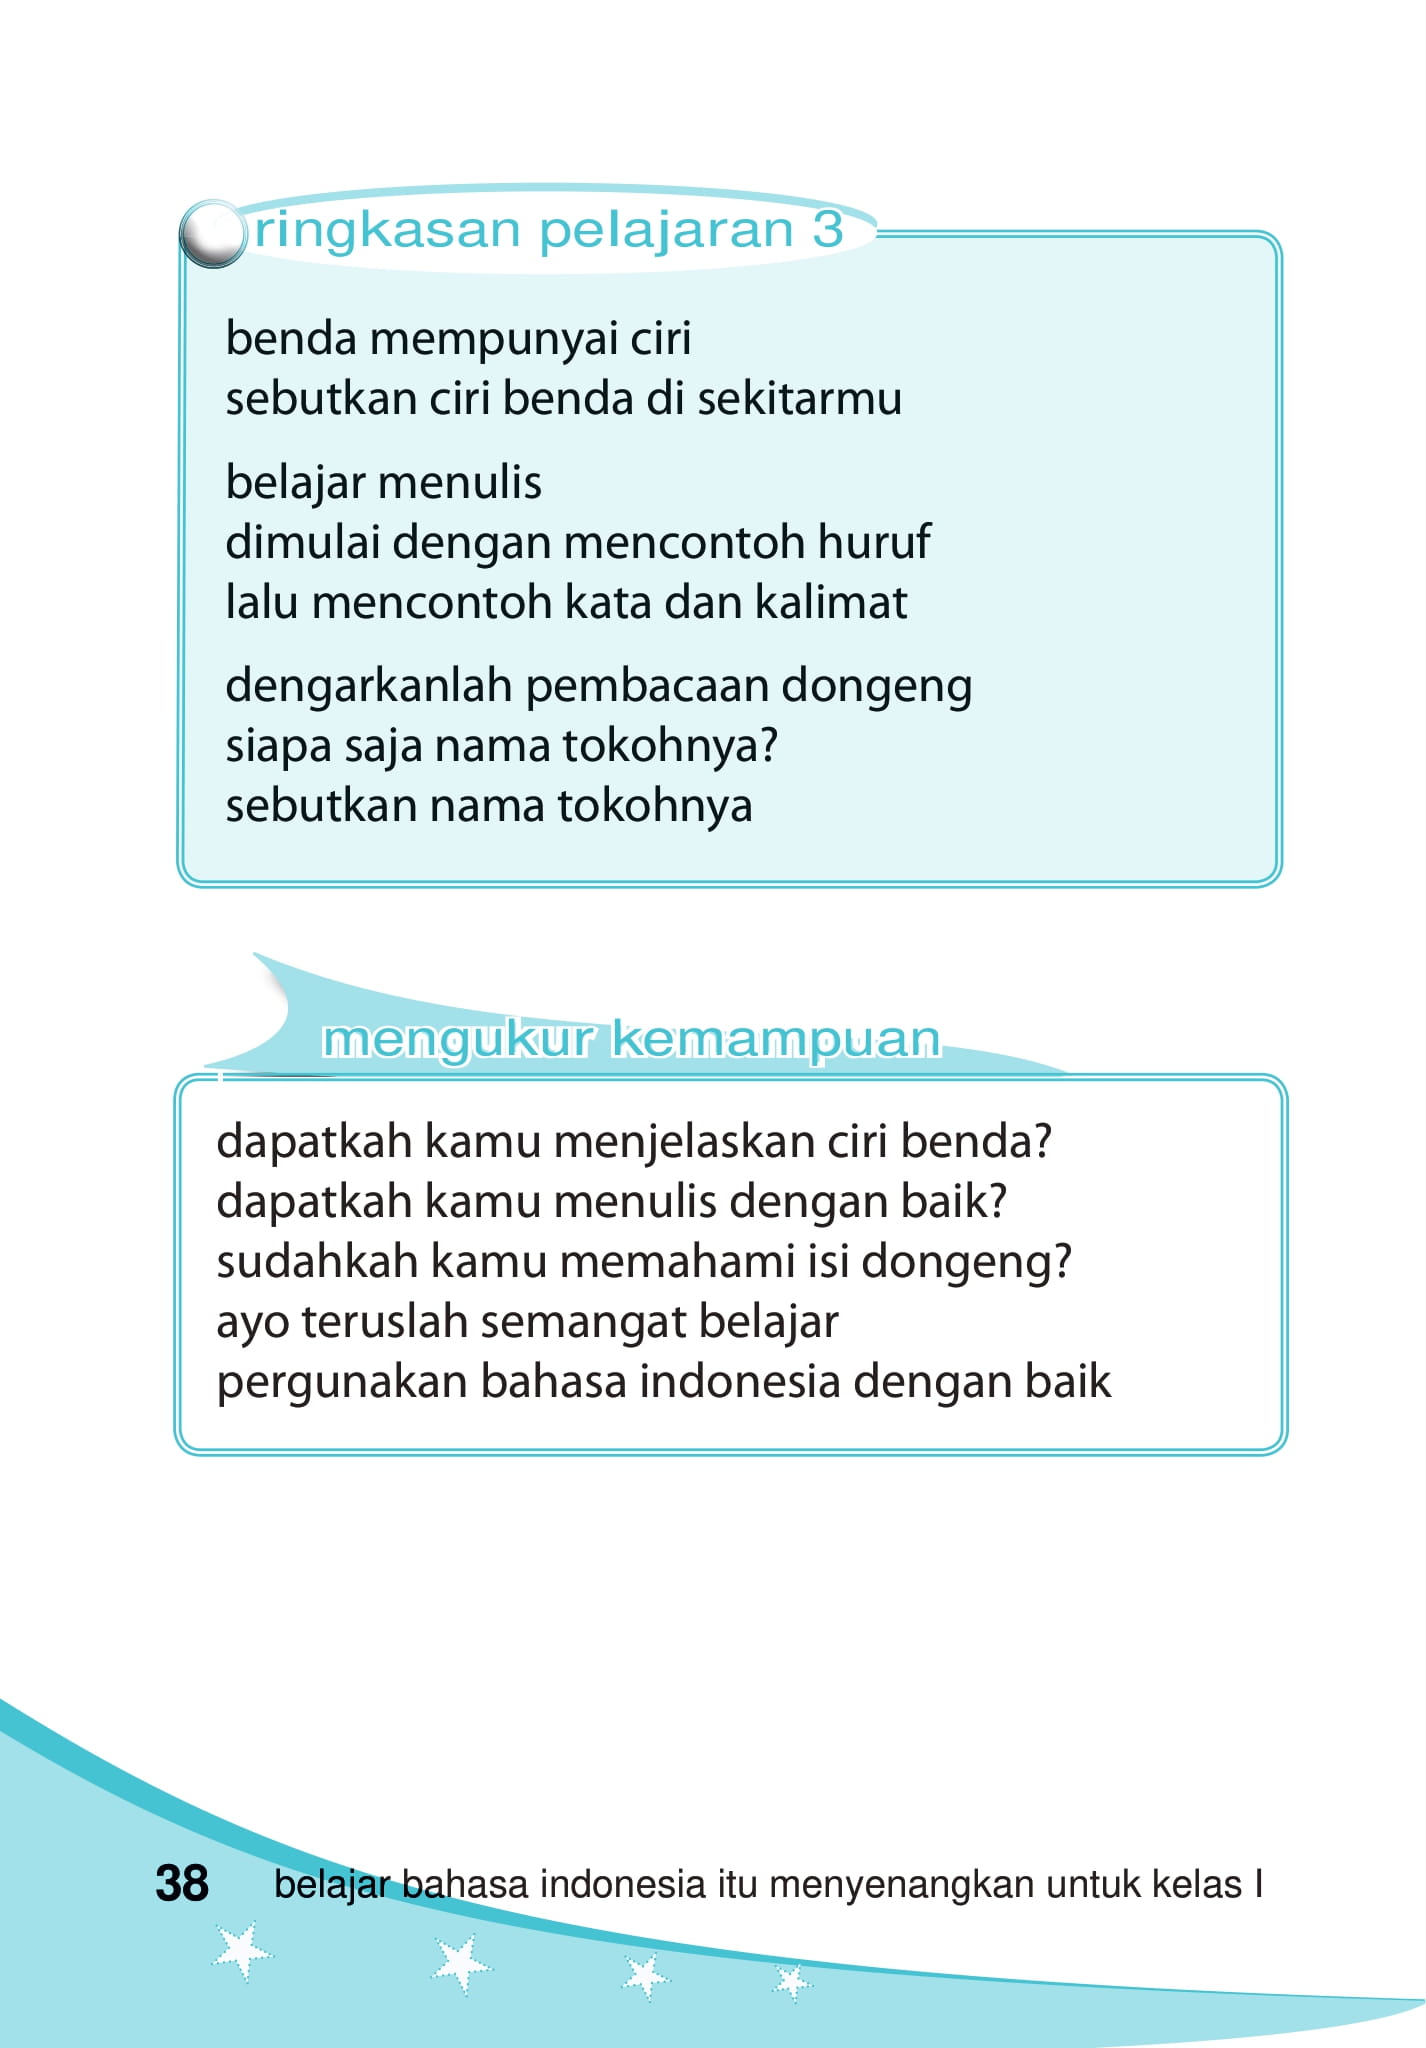 ringkasan pelajaran 3
benda mempunyai ciri
sebutkan ciri benda di sekitarmu
belajar menulis
dimulai dengan mencontoh huruf
lalu mencontoh kata dan kalimat
dengarkanlah pembacaan dongeng
siapa saja nama tokohnya?
sebutkan nama tokohnya
mengukur kemampuan
dapatkah kamu menjelaskan ciri benda?
dapatkah kamu menulis dengan baik?
sudahkah kamu memahami isi dongeng?
ayo teruslah semangat belajar
pergunakan bahasa indonesia dengan baik
38 belajar bahasa indonesia itu menyenangkan untuk kelas I